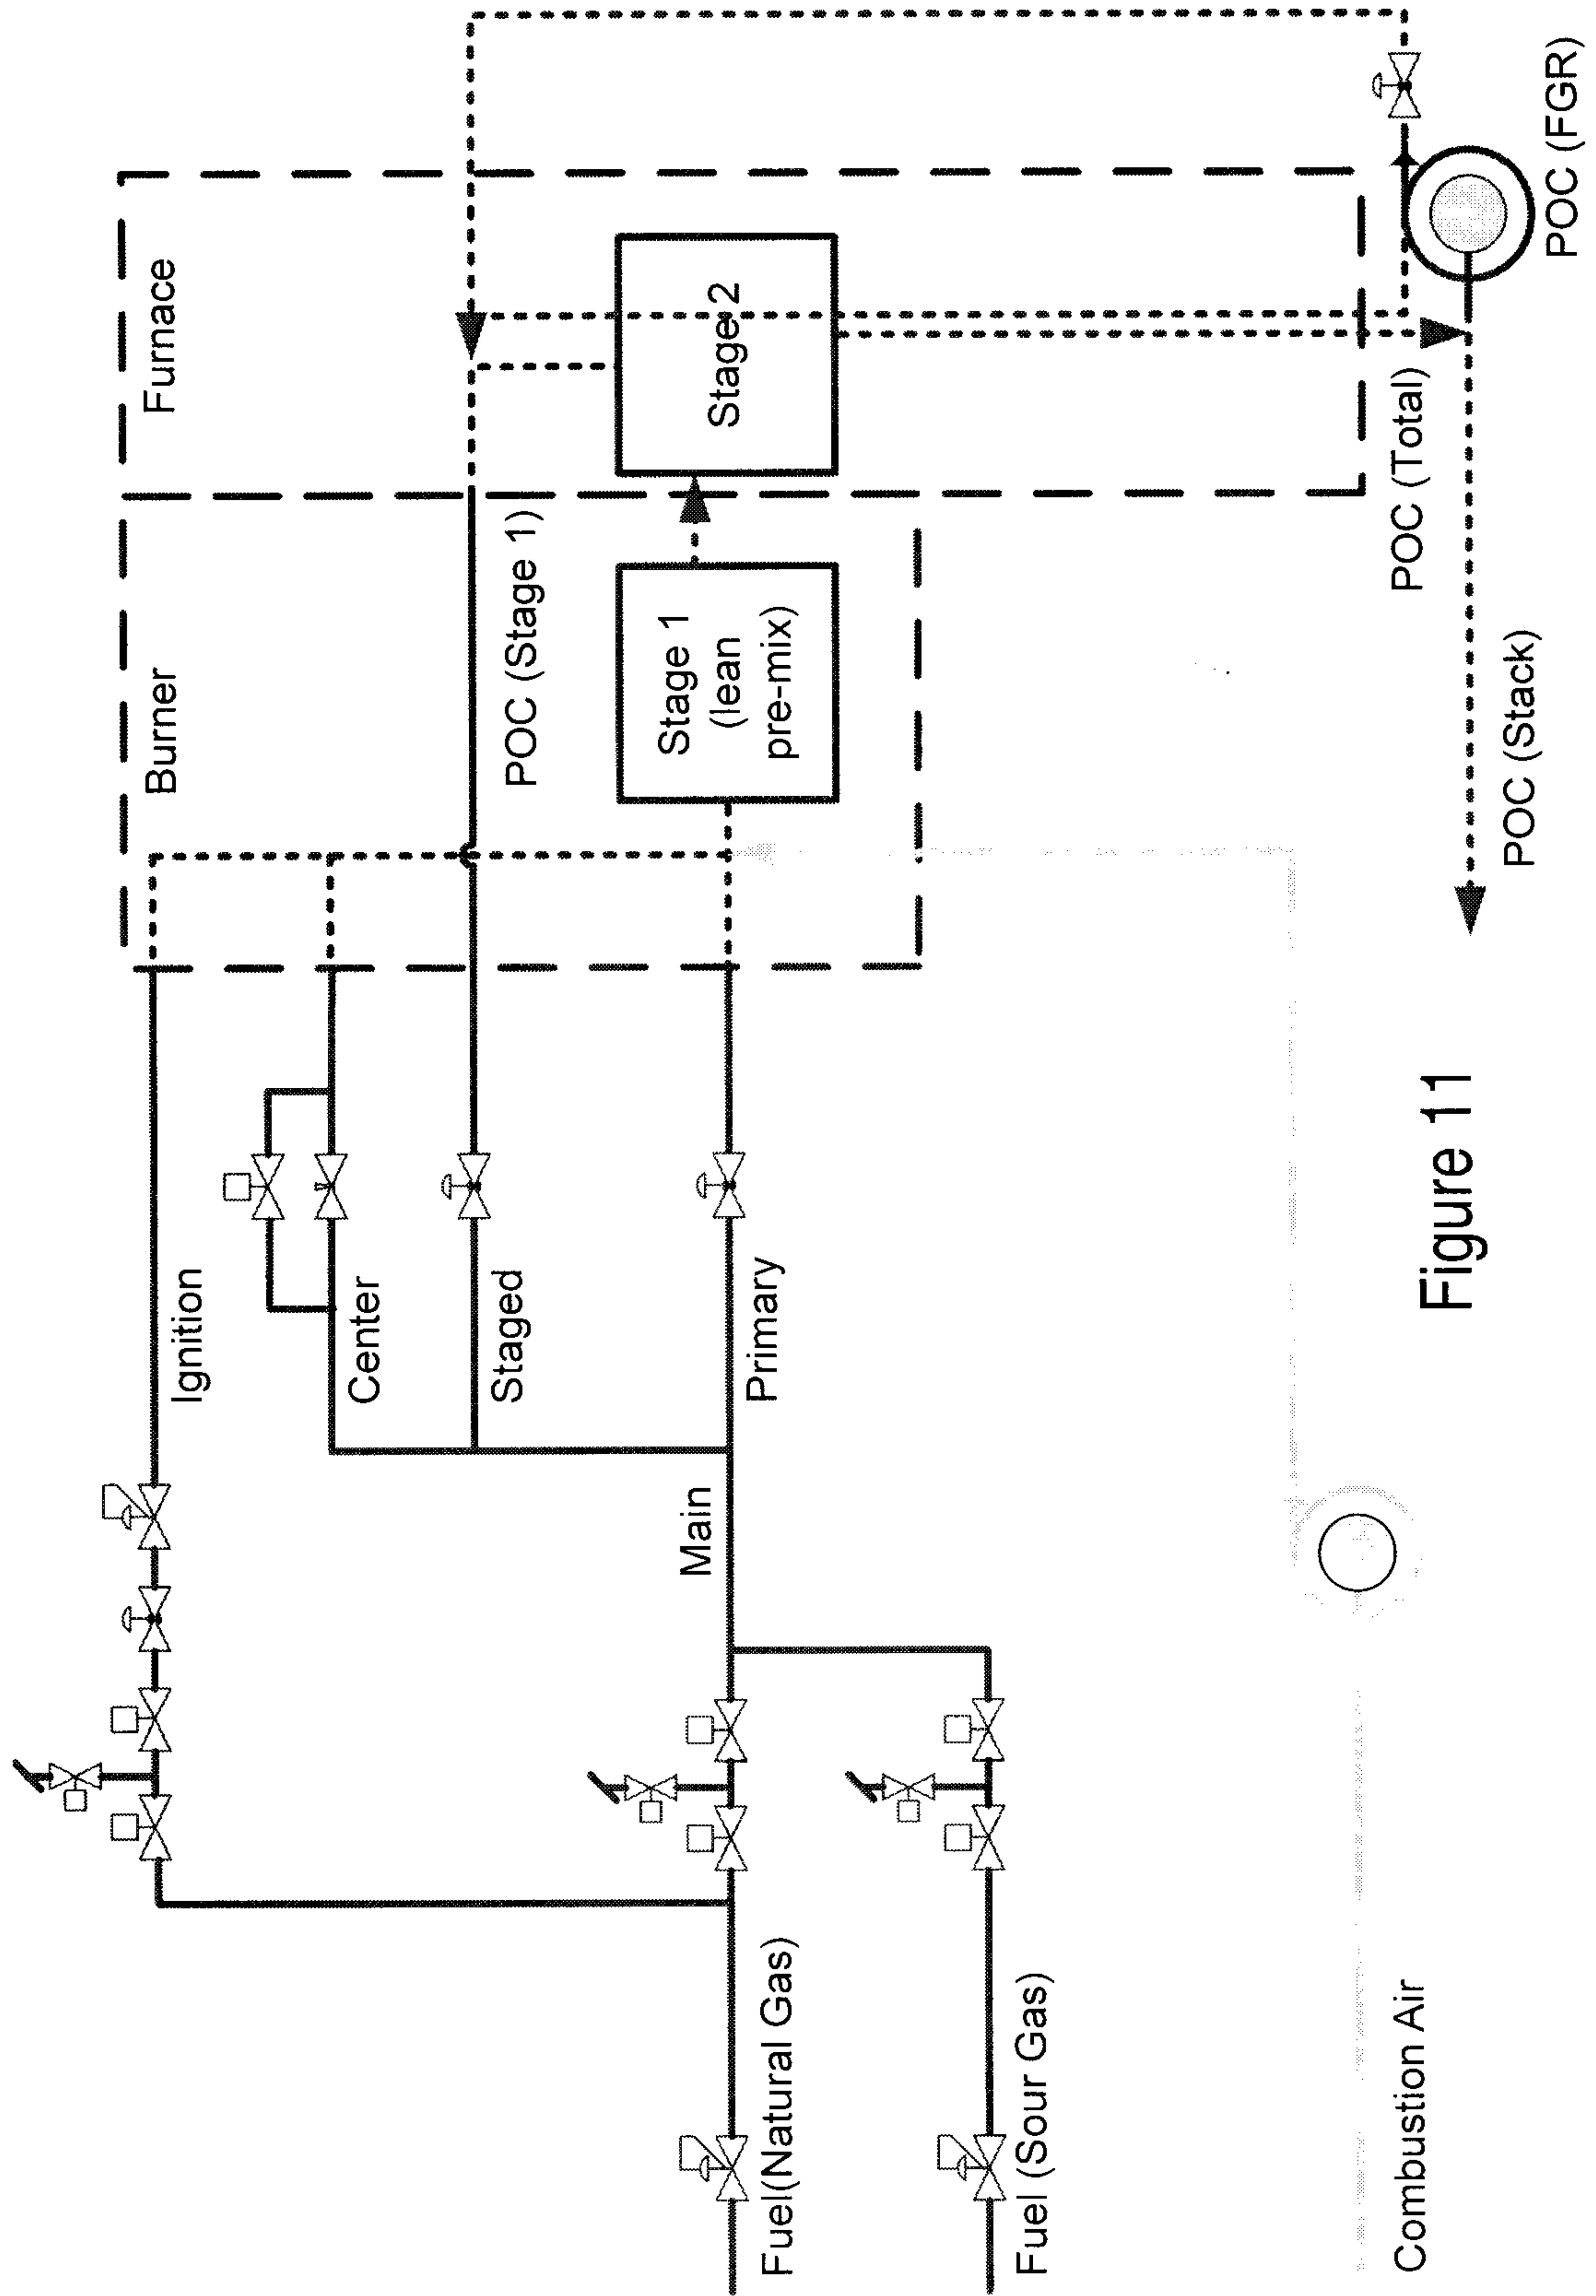 Furnace
Burner
Ignition
Center
Staged
POC (Stage 1)
Stage 1
(lean
pre-mix)
Stage 2
Primary
Main
Fuel(Natural Gas)
Fuel (Sour Gas)
Combustion Air
POC (Total)
POC (Stack)
POC (FGR)
Figure 11